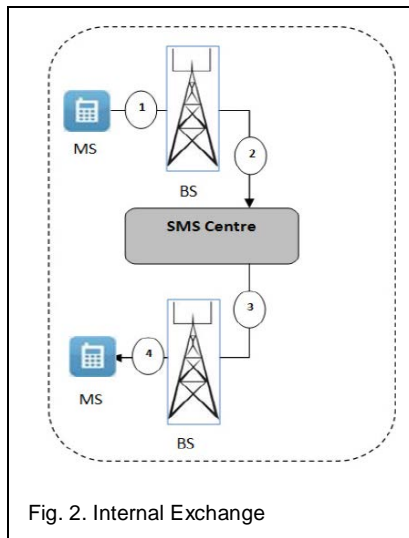 1
MS
BS
2
SMS Centre
3
4
MS
BS
Fig. 2. Internal Exchange